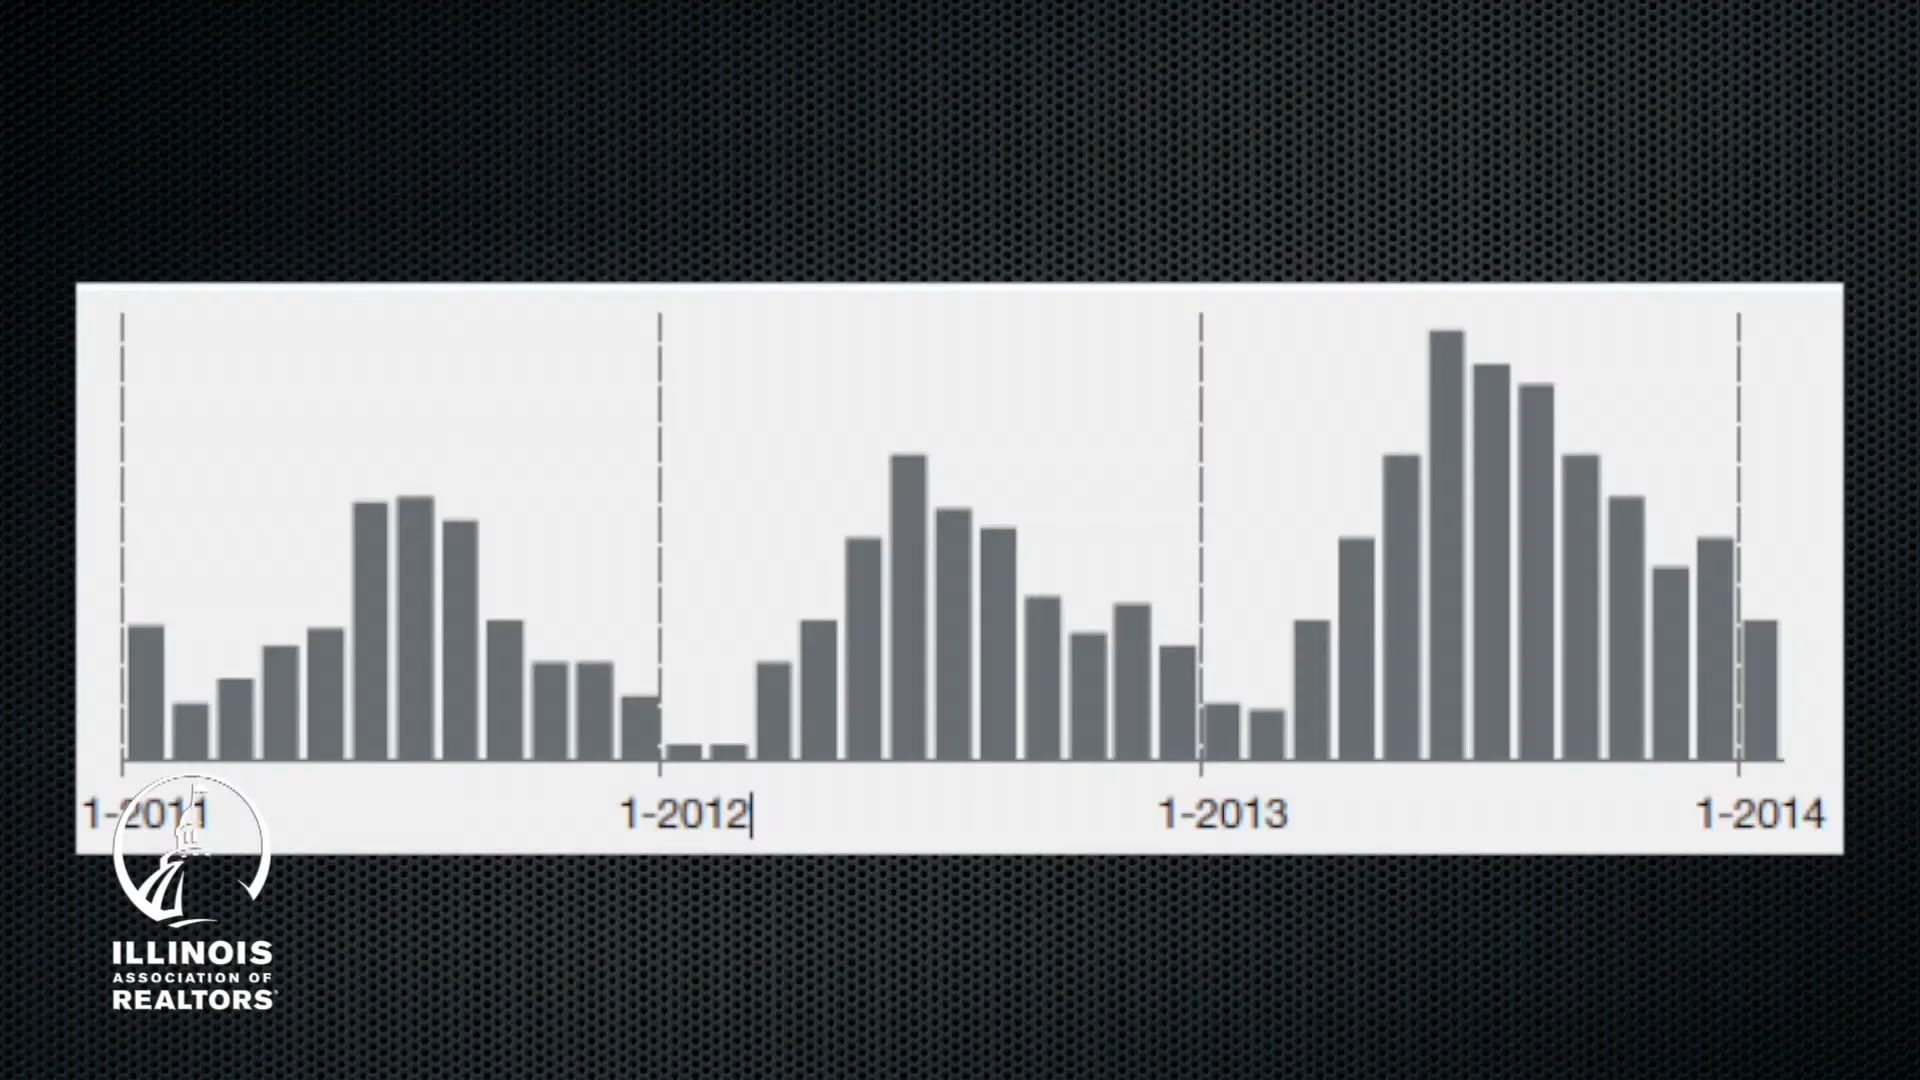 1-2011
1-2012
1-2013
1-2014
ILLINOIS
ASSOCIATION OF
REALTORS